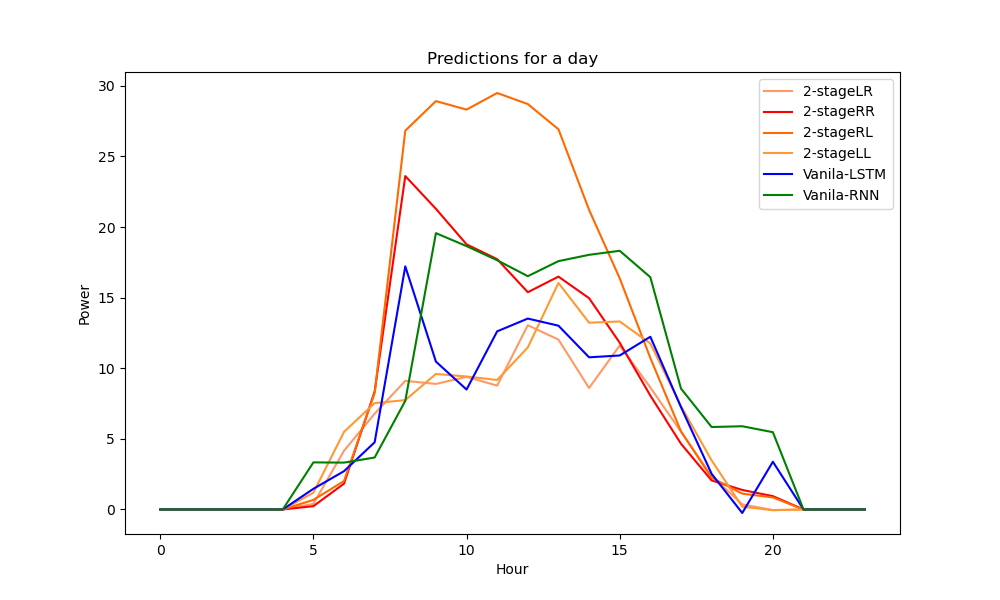 Predictions for a day
30
25
20
15
10
5
0
Power
0 5 10 15 20
Hour
2-stageLR
2-stageRR
2-stageRL
2-stageLL
Vanila-LSTM
Vanila-RNN